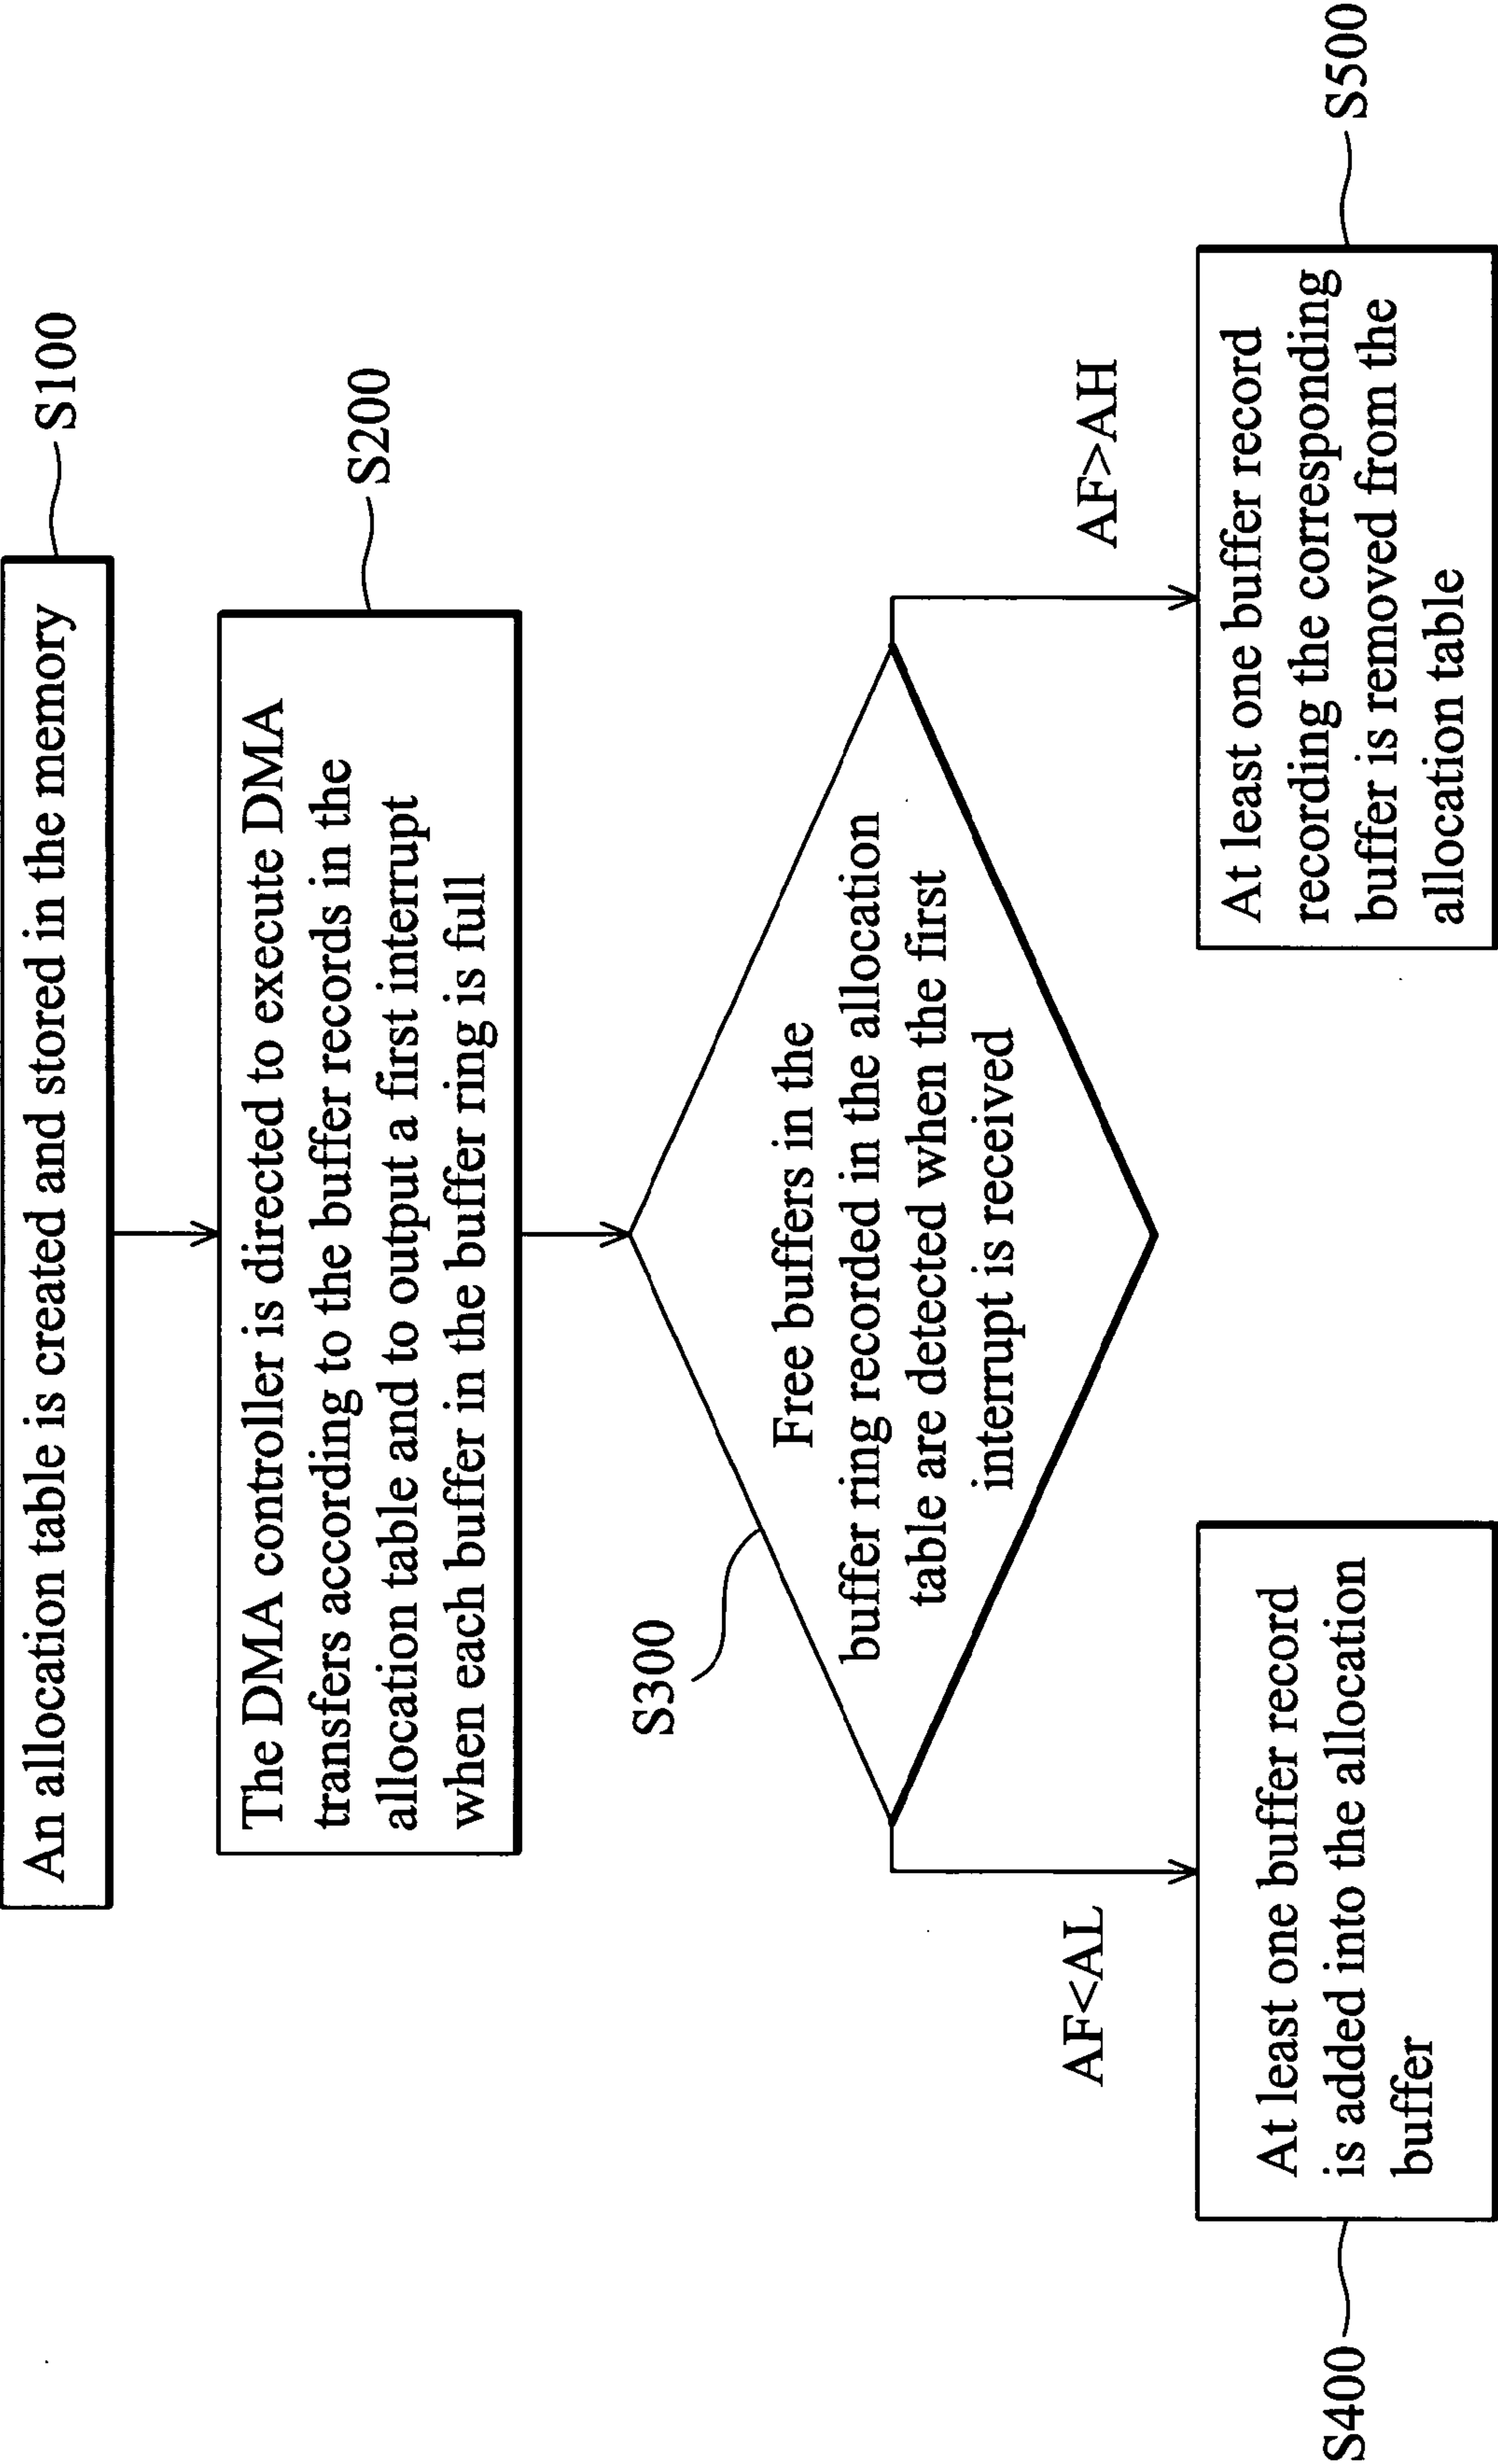 An allocation table is created and stored in the memory
S100
The DMA controller is directed to execute DMA
transfers according to the buffer records in the
allocation table and to output a first interrupt
when each buffer in the buffer ring is full
S200
S300
Free buffers in the
buffer ring recorded in the allocation
table are detected when the first
interrupt is received
AF<AL
AF>AH
At least one buffer record
is added into the allocation
buffer
S400
At least one buffer record
recording the corresponding
buffer is removed from the
allocation table
S500